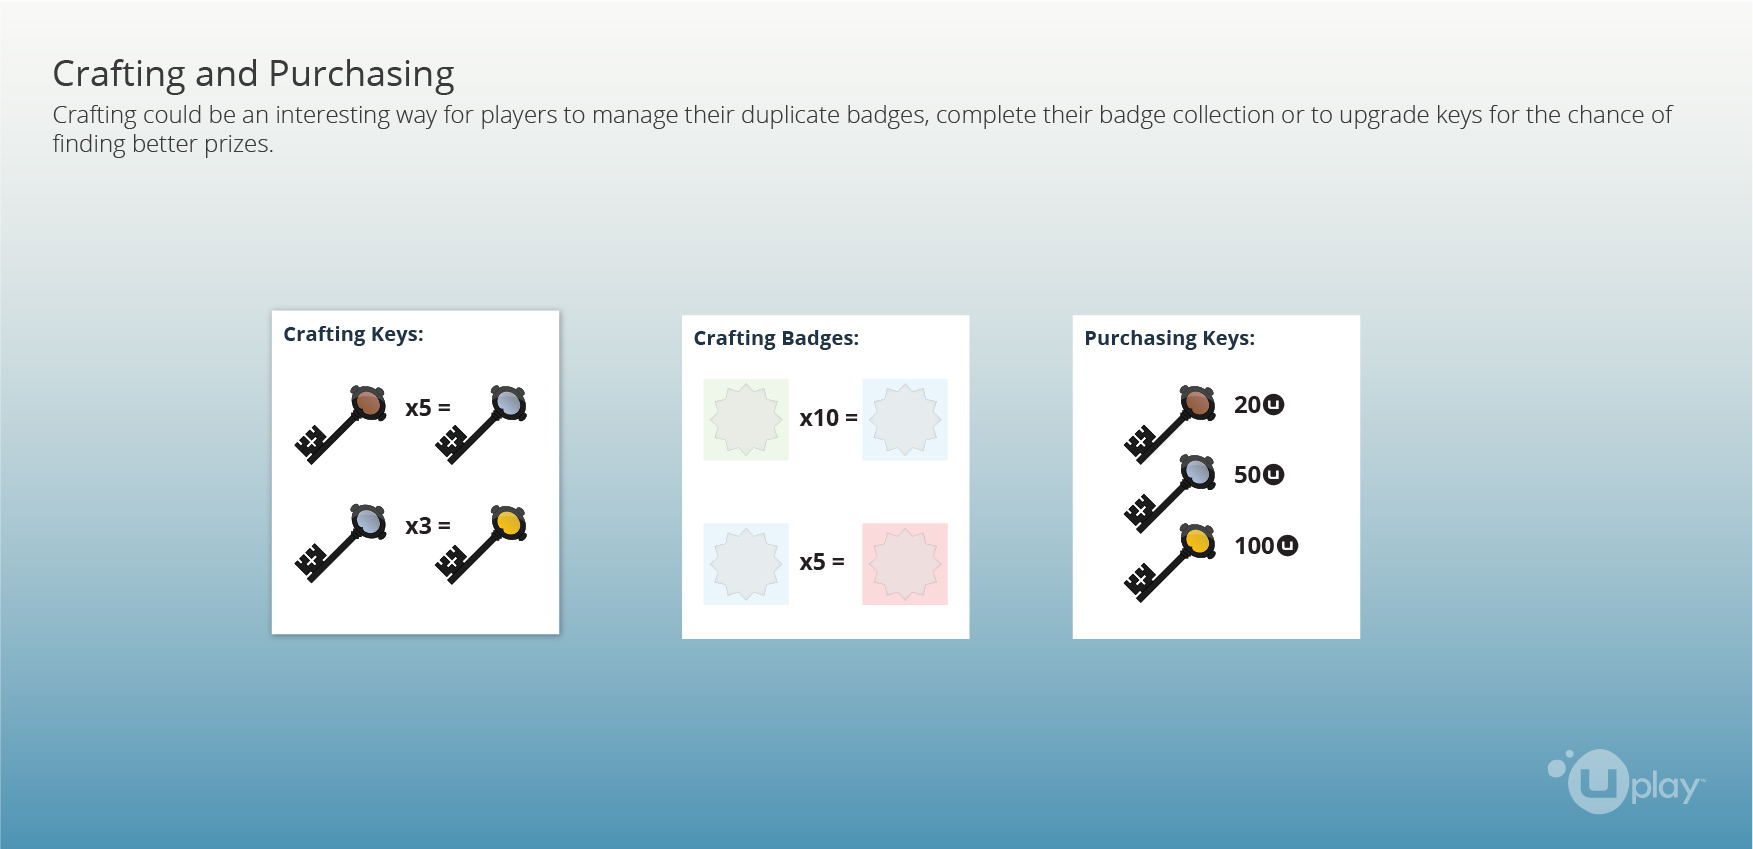 Crafting and Purchasing
Crafting could be an interesting way for players to manage their duplicate badges, complete their badge collection or to upgrade keys for the chance of
finding better prizes.
Crafting Keys:
x5 =
x3 =
Crafting Badges:
x10 =
x5 =
Purchasing Keys:
20
50
100
Uplay™